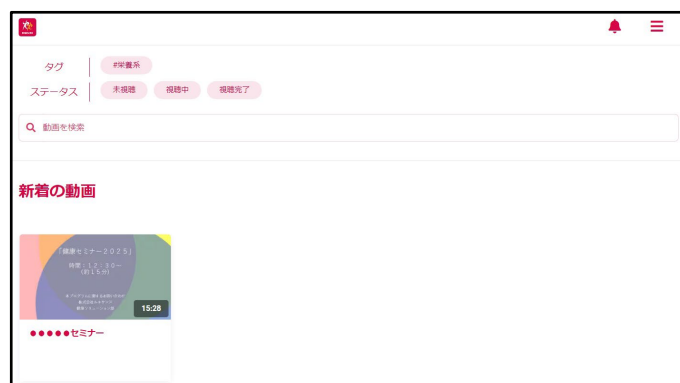 タグ #栄養系
ステータス 未視聴 視聴中 視聴完了
動画を検索
新着の動画
「健康セミナー2025」
時間：12：30～
(約15分)
15:28
●●●●●セミナー